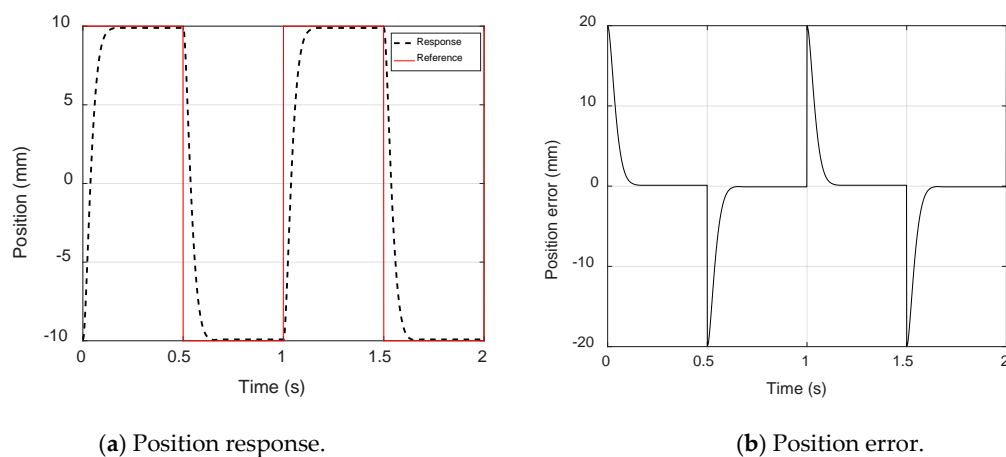 10
5
0
-5
-10
Position (mm)
0
0.5
1
1.5
2
Time (s)
Response
Reference
(a) Position response.
20
10
0
-10
-20
Position error (mm)
0
0.5
1
1.5
2
Time (s)
(b) Position error.